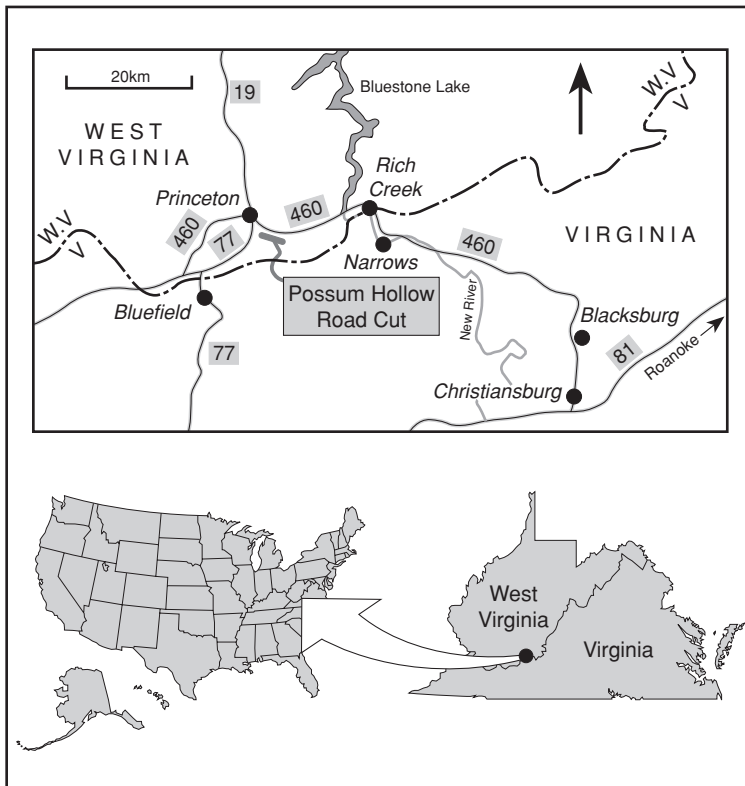 20km
19
Bluestone Lake
W.V
V
WEST
VIRGINIA
Rich
Creek
Princeton
460
460
77
W.V
V
460
VIRGINIA
Narrows
Possum Hollow
Road Cut
New River
Bluefield
Blacksburg
77
81
Roanoke
Christiansburg
West
Virginia
Virginia